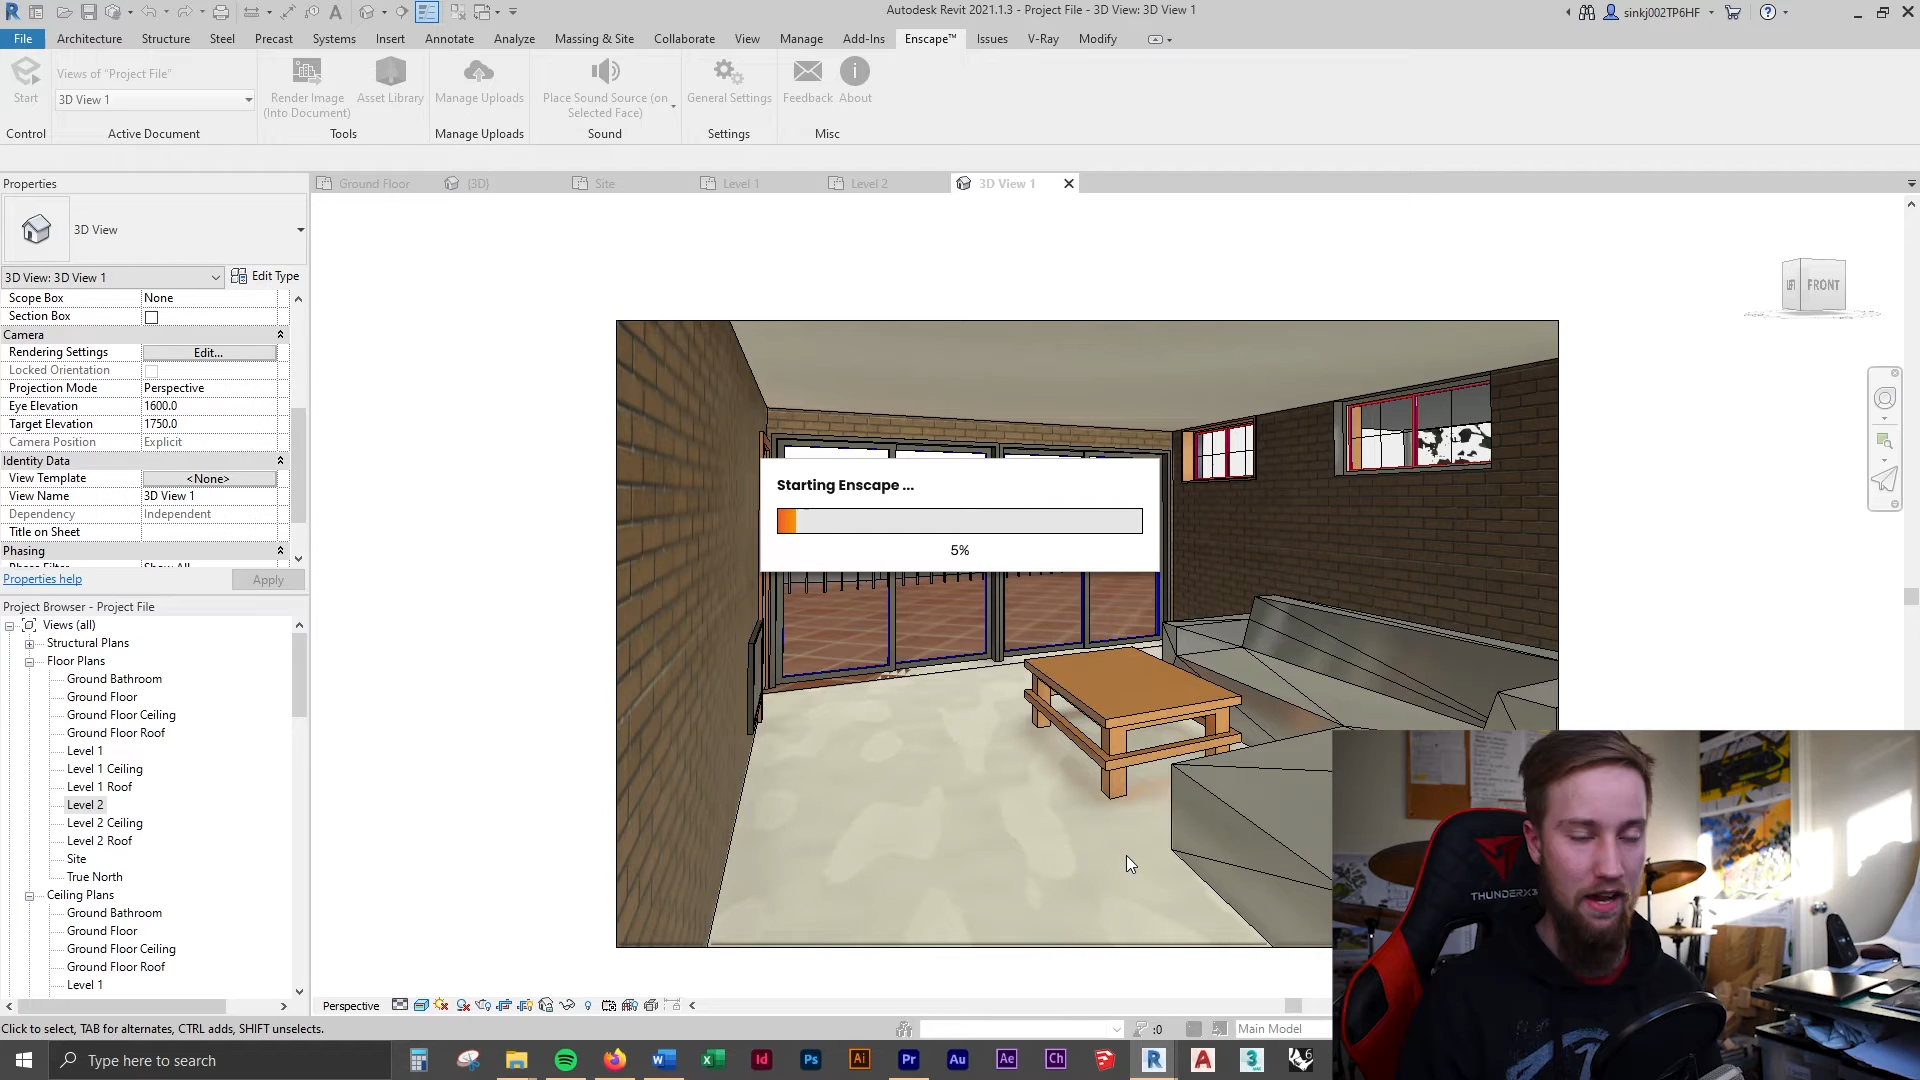 Autodesk Revit 2021.1.3 - Project File - 3D View: 3D View 1
sinkj002TP6HF
File Architecture Structure Steel Precast Systems Insert Annotate Analyze Massing & Site Collaborate View Manage Add-Ins Enscape™ Issues V-Ray Modify
Views of "Project File"
3D View 1
Start
Render Image
(Into Document)
Asset Library
Manage Uploads
Place Sound Source (on
Selected Face)
General Settings
Feedback
About
Control Active Document Tools Manage Uploads Sound Settings Misc
Properties
Ground Floor {3D} Site Level 1 Level 2 3D View 1
3D View
3D View: 3D View 1
Edit Type
Scope Box None
Section Box
Camera
Rendering Settings Edit...
Locked Orientation
Projection Mode Perspective
Eye Elevation 1600.0
Target Elevation 1750.0
Camera Position Explicit
Identity Data
View Template <None>
View Name 3D View 1
Dependency Independent
Title on Sheet
Phasing
Properties help
Apply
FRONT
Starting Enscape ...
5%
Project Browser - Project File
Views (all)
Structural Plans
Floor Plans
Ground Bathroom
Ground Floor
Ground Floor Ceiling
Ground Floor Roof
Level 1
Level 1 Ceiling
Level 1 Roof
Level 2
Level 2 Ceiling
Level 2 Roof
Site
True North
Ceiling Plans
Ground Bathroom
Ground Floor
Ground Floor Ceiling
Ground Floor Roof
Level 1
THUNDERX3
Perspective
Click to select, TAB for alternates, CTRL adds, SHIFT unselects.
:0
Main Model
Type here to search